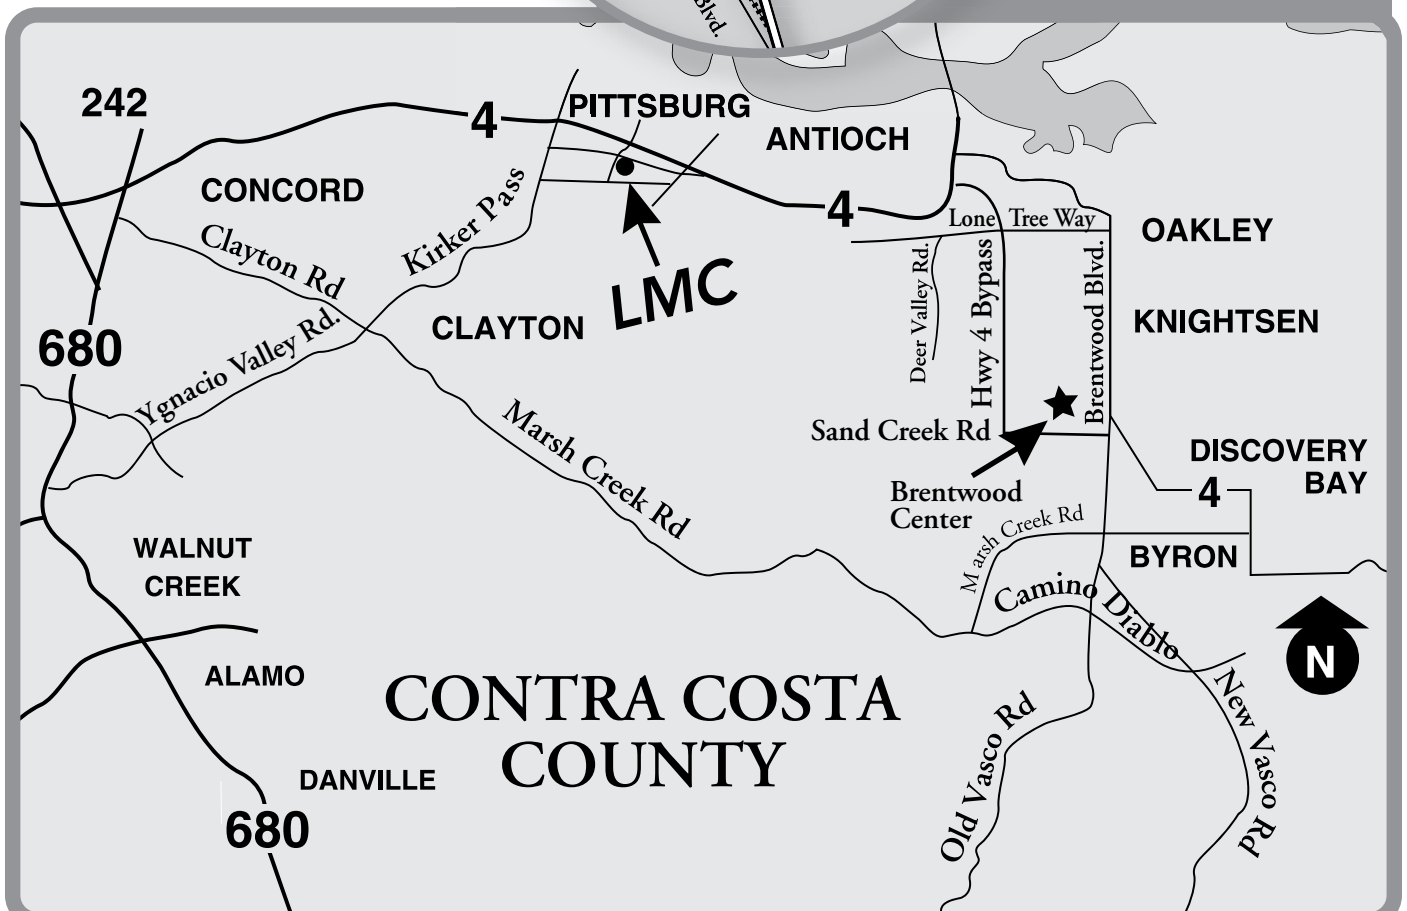 Blvd.
242
4
PITTSBURG
ANTIOCH
CONCORD
Kirker Pass
4
Lone Tree Way
OAKLEY
Clayton Rd
LMC
Deer Valley Rd.
Hwy 4 Bypass
Brentwood Blvd.
KNIGHTSEN
680
Ygnacio Valley Rd.
CLAYTON
Marsh Creek Rd
Sand Creek Rd
DISCOVERY
BAY
4
Brentwood
Center
Marsh Creek Rd
BYRON
WALNUT
CREEK
Camino Diablo
N
ALAMO
CONTRA COSTA
COUNTY
Old Vasco Rd
New Vasco Rd
DANVILLE
680